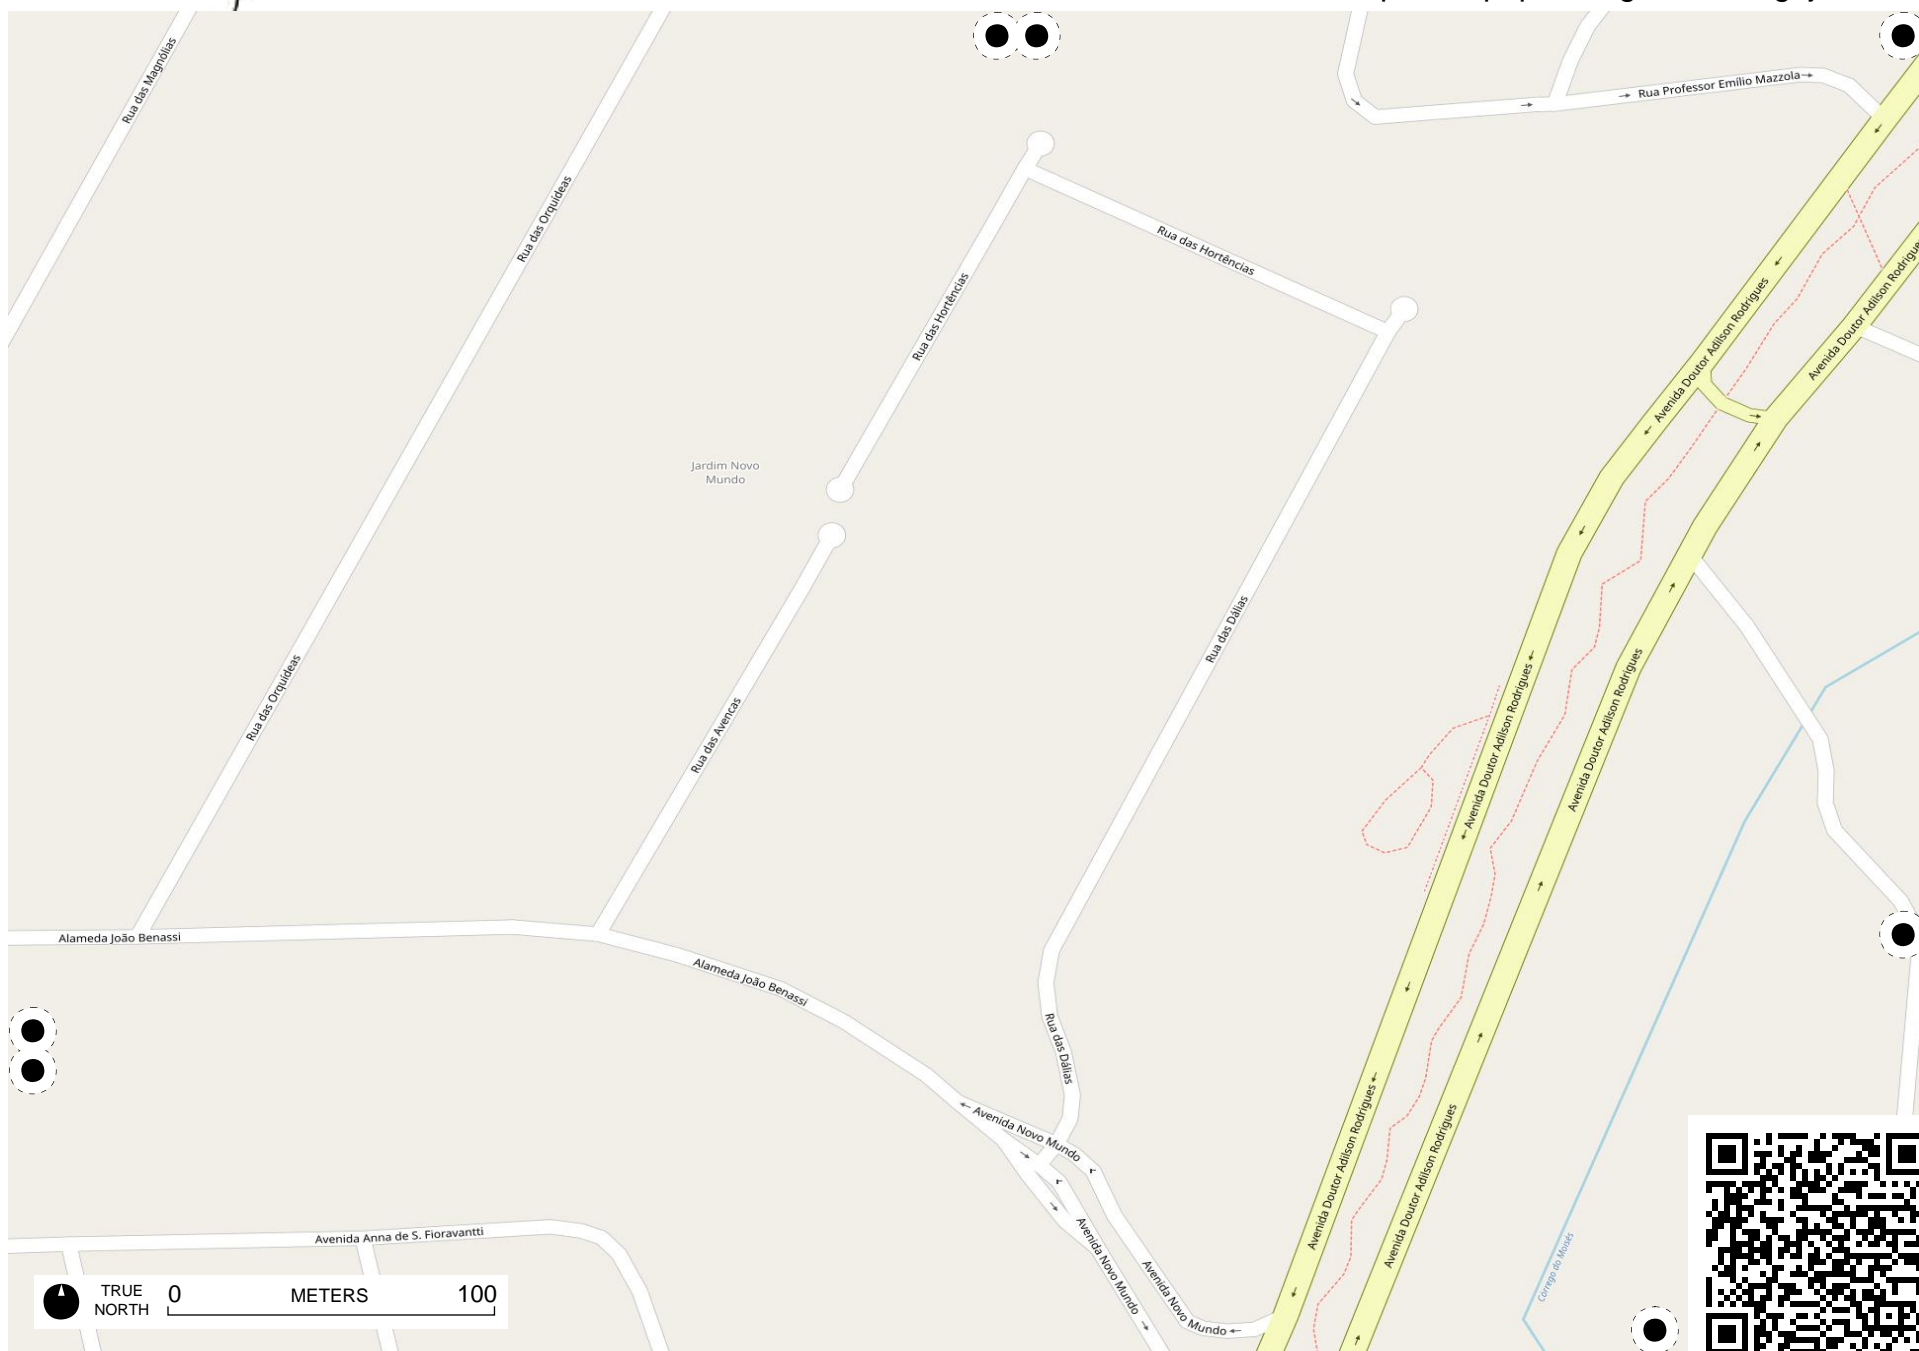 Rua das Magnólias
Rua Professor Emílio Mazzola
Rua das Orquídeas
Rua das Hortências
Rua das Hortências
Avenida Doutor Adilson Rodrigues
Avenida Doutor Adilson Rodrigues
Jardim Novo
Mundo
Rua das Dálias
Rua das Orquídeas
Rua das Avencas
Avenida Doutor Adilson Rodrigues
Avenida Doutor Adilson Rodrigues
Alameda João Benassi
Alameda João Benassi
Rua das Dálias
Avenida Novo Mundo
Avenida Doutor Adilson Rodrigues
Avenida Doutor Adilson Rodrigues
Avenida Anna de S. Fioravantti
Avenida Novo Mundo
Avenida Novo Mundo
Córrego do Moisés
TRUE
NORTH
0 METERS 100